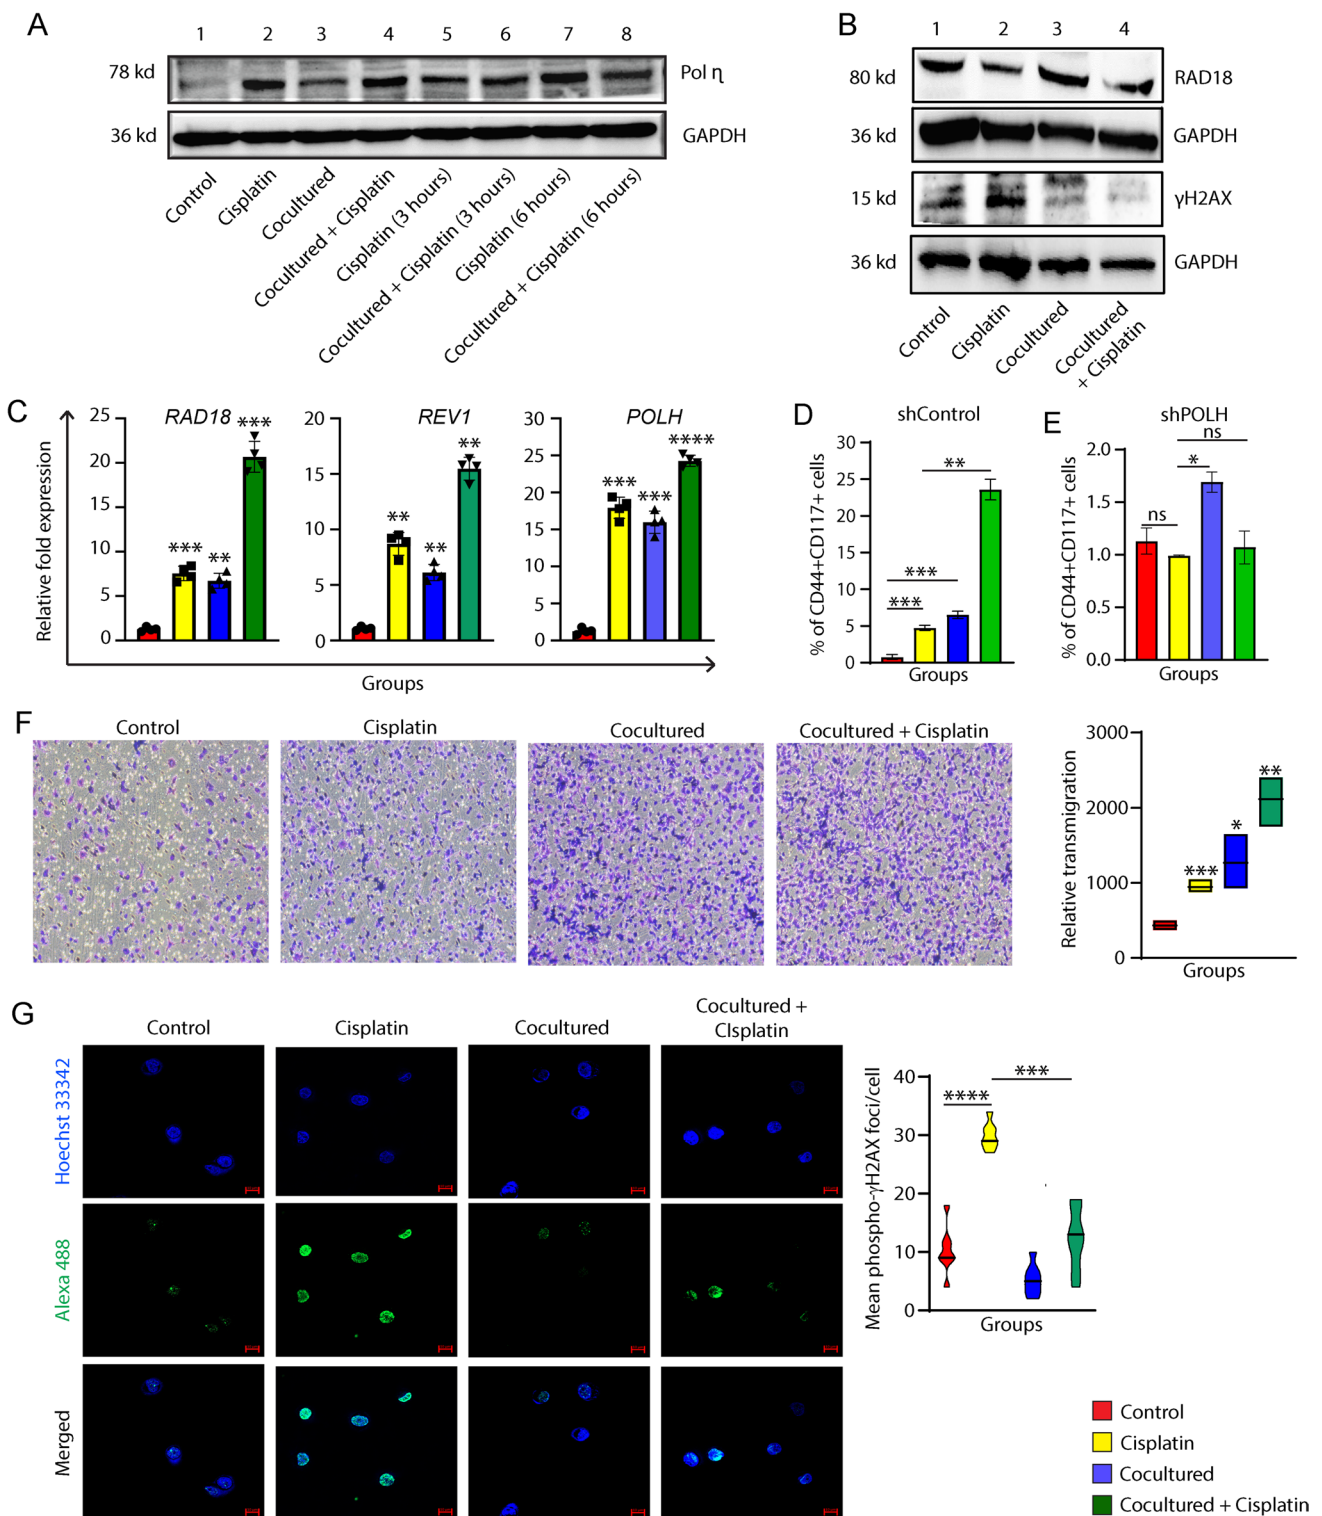 A
1 2 3 4 5 6 7 8
78 kd
Pol η
36 kd
GAPDH
Control
Cisplatin
Cocultured
Cocultured + Cisplatin
Cisplatin (3 hours)
Cocultured + Cisplatin (3 hours)
Cisplatin (6 hours)
Cocultured + Cisplatin (6 hours)
B
1 2 3 4
80 kd
RAD18
36 kd
GAPDH
15 kd
γH2AX
36 kd
GAPDH
Control
Cisplatin
Cocultured
Cocultured
+ Cisplatin
C
Relative fold expression
RAD18
25
20
15
10
5
0
***
**
***
REV1
20
15
10
5
0
**
**
**
POLH
30
25
20
15
10
5
0
***
***
****
Groups
D
shControl
% of CD44+CD117+ cells
30
25
20
15
10
5
0
***
***
**
Groups
E
shPOLH
% of CD44+CD117+ cells
2.0
1.5
1.0
0.5
0.0
ns
*
ns
Groups
F
Control
Cisplatin
Cocultured
Cocultured + Cisplatin
Relative transmigration
3000
2000
1000
0
***
*
**
Groups
G
Control
Cisplatin
Cocultured
Cocultured +
CIsplatin
Hoechst 33342
Alexa 488
Merged
Mean phospho-γH2AX foci/cell
40
30
20
10
0
****
***
Groups
Control
Cisplatin
Cocultured
Cocultured + Cisplatin